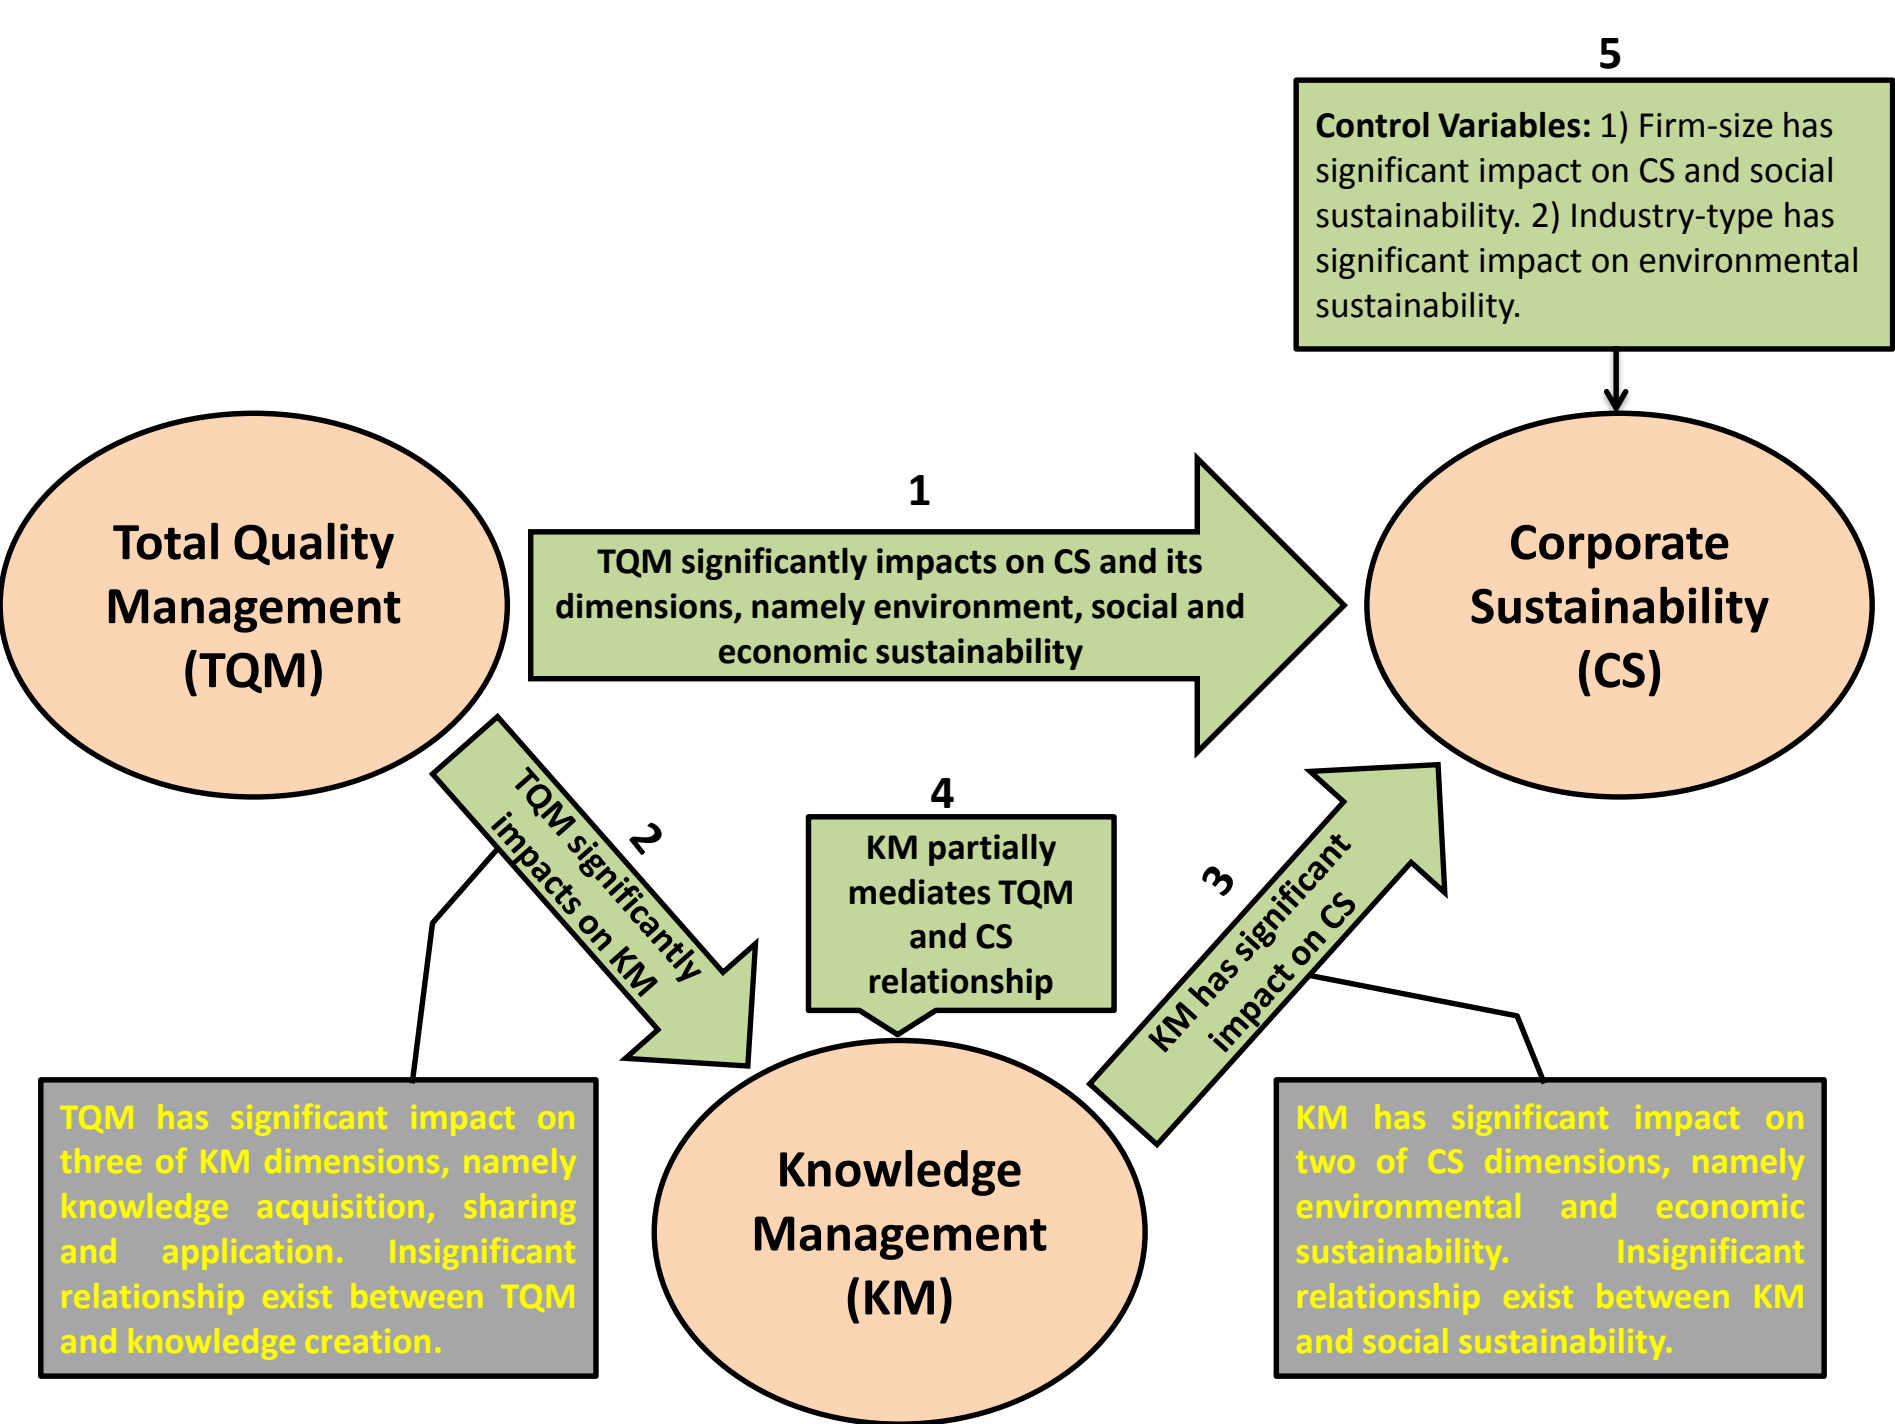 5
Control Variables: 1) Firm-size has
significant impact on CS and social
sustainability. 2) Industry-type has
significant impact on environmental
sustainability.
Total Quality
Management
(TQM)
1
TQM significantly impacts on CS and its
dimensions, namely environment, social and
economic sustainability
Corporate
Sustainability
(CS)
2
TQM significantly
impacts on KM
4
KM partially
mediates TQM
and CS
relationship
3
KM has significant
impact on CS
TQM has significant impact on
three of KM dimensions, namely
knowledge acquisition, sharing
and application. Insignificant
relationship exist between TQM
and knowledge creation.
Knowledge
Management
(KM)
KM has significant impact on
two of CS dimensions, namely
environmental and economic
sustainability. Insignificant
relationship exist between KM
and social sustainability.